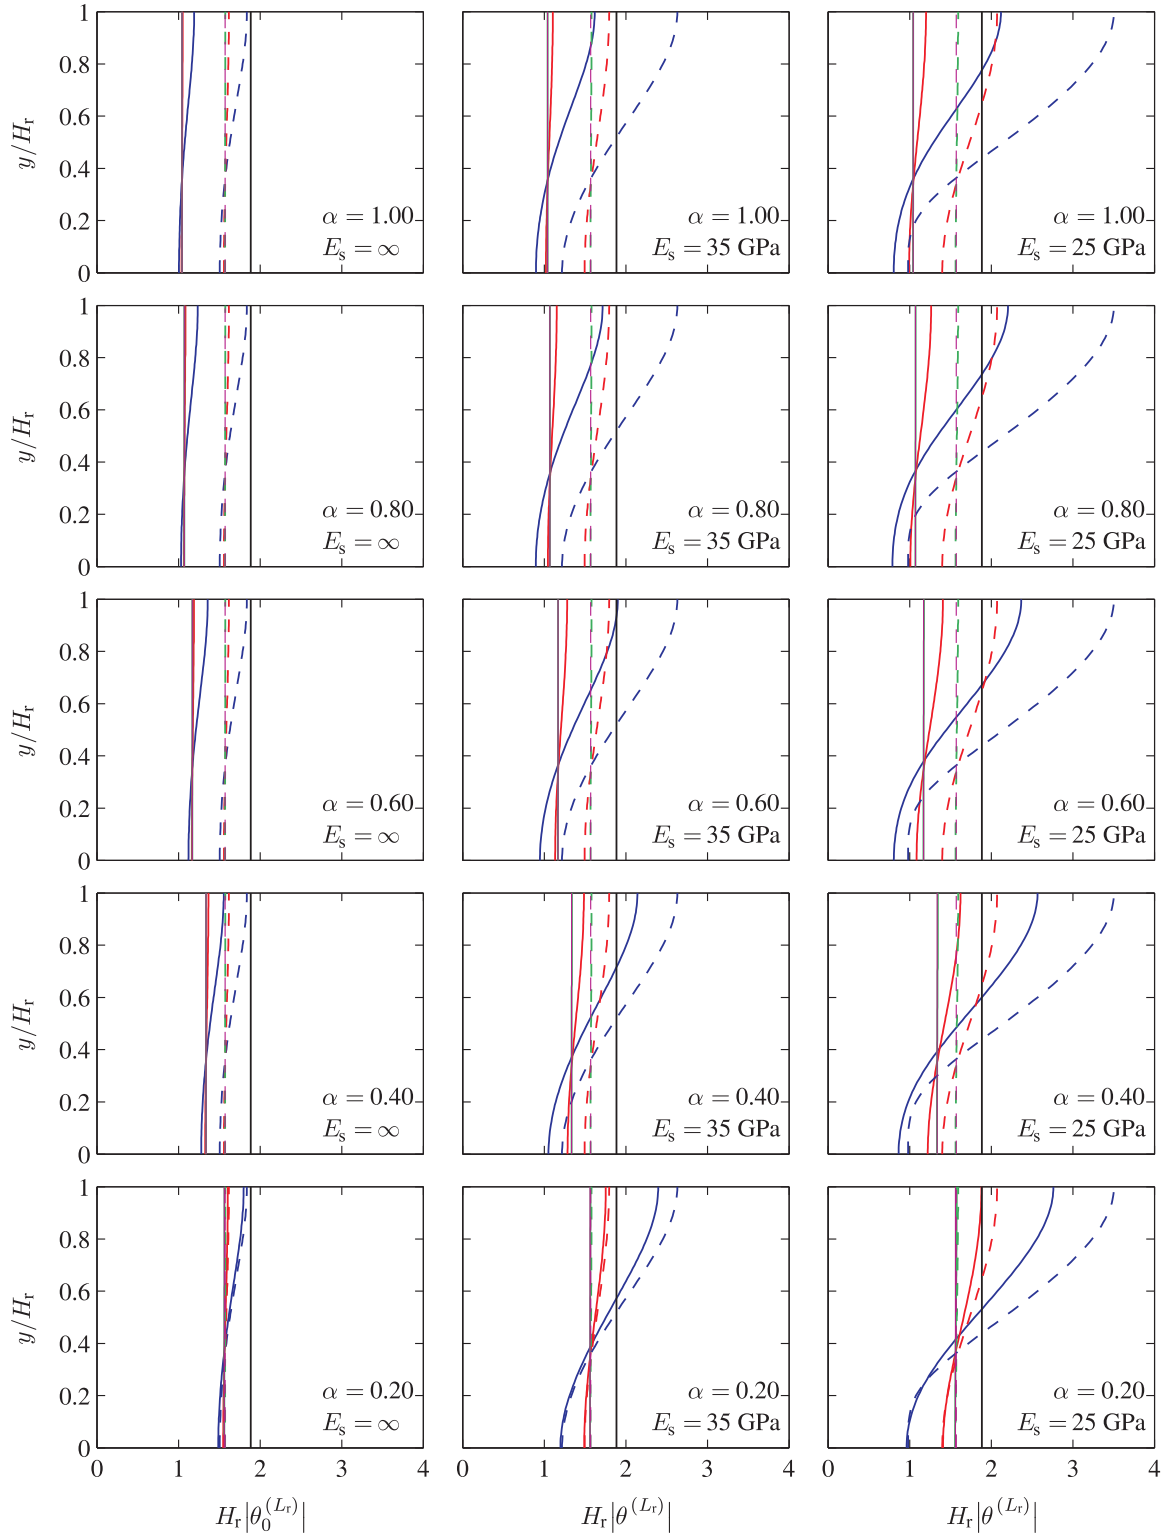 1
0.8
0.6
0.4
0.2
0
y/H_r
α = 1.00
E_s = ∞
α = 1.00
E_s = 35 GPa
α = 1.00
E_s = 25 GPa
1
0.8
0.6
0.4
0.2
0
y/H_r
α = 0.80
E_s = ∞
α = 0.80
E_s = 35 GPa
α = 0.80
E_s = 25 GPa
1
0.8
0.6
0.4
0.2
0
y/H_r
α = 0.60
E_s = ∞
α = 0.60
E_s = 35 GPa
α = 0.60
E_s = 25 GPa
1
0.8
0.6
0.4
0.2
0
y/H_r
α = 0.40
E_s = ∞
α = 0.40
E_s = 35 GPa
α = 0.40
E_s = 25 GPa
1
0.8
0.6
0.4
0.2
0
y/H_r
α = 0.20
E_s = ∞
α = 0.20
E_s = 35 GPa
α = 0.20
E_s = 25 GPa
0 1 2 3 4
0 1 2 3 4
0 1 2 3 4
H_r|θ_0^(L_r)|
H_r|θ^(L_r)|
H_r|θ^(L_r)|